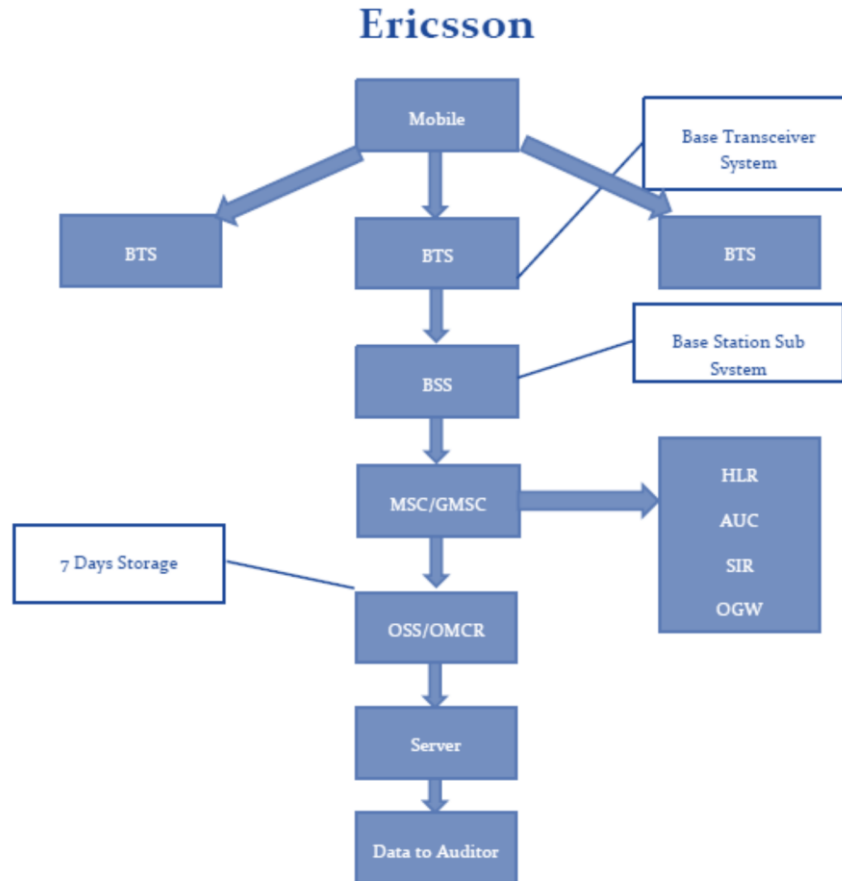 Ericsson
Mobile
Base Transceiver
System
BTS
BTS
BTS
Base Station Sub
System
BSS
MSC/GMSC
HLR
AUC
SIR
OGW
7 Days Storage
OSS/OMCR
Server
Data to Auditor